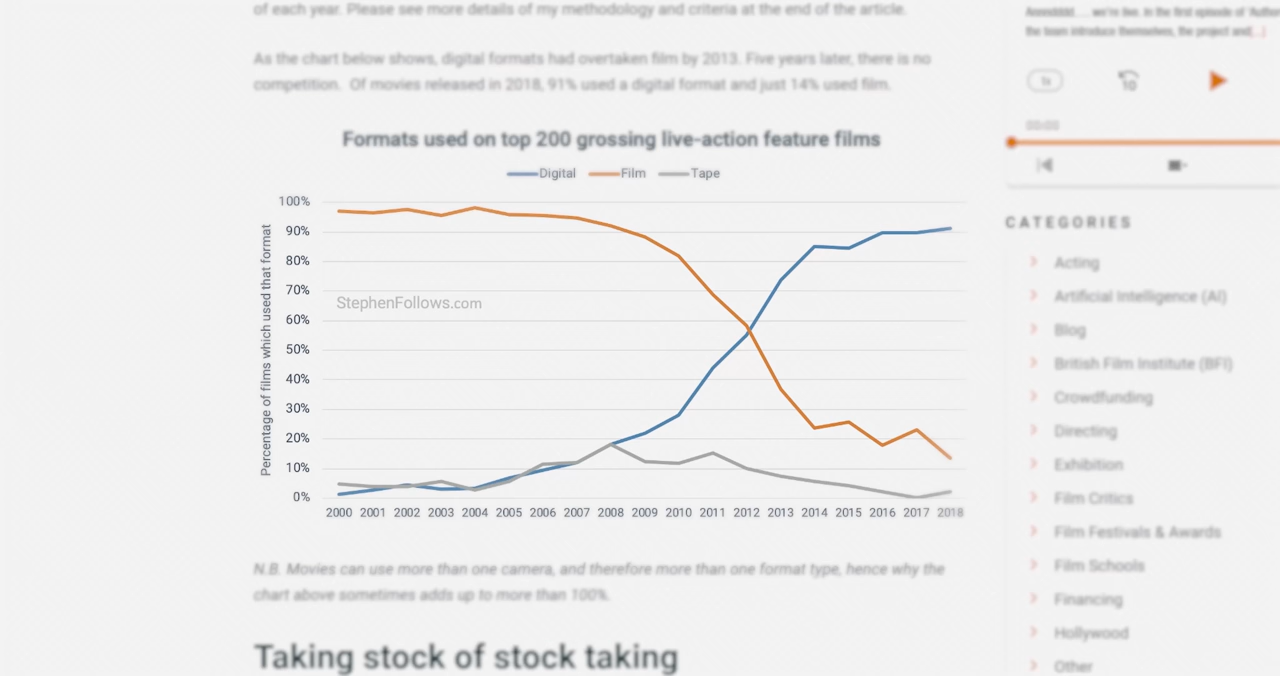 of each year. Please see more details of my methodology and criteria at the end of the article.
As the chart below shows, digital formats had overtaken film by 2013. Five years later, there is no
competition. Of movies released in 2018, 91% used a digital format and just 14% used film.
Formats used on top 200 grossing live-action feature films
Digital Film Tape
100%
90%
80%
70%
60%
50%
40%
30%
20%
10%
0%
Percentage of films which used that format
StephenFollows.com
2000 2001 2002 2003 2004 2005 2006 2007 2008 2009 2010 2011 2012 2013 2014 2015 2016 2017 2018
N.B. Movies can use more than one camera, and therefore more than one format type, hence why the
chart above sometimes adds up to more than 100%.
Taking stock of stock taking
we're live. In the first episode of 'Author
the team introduce themselves, the project and[...]
1x
10
00:00
CATEGORIES
Acting
Artificial Intelligence (AI)
Blog
British Film Institute (BFI)
Crowdfunding
Directing
Exhibition
Film Critics
Film Festivals & Awards
Film Schools
Financing
Hollywood
Other